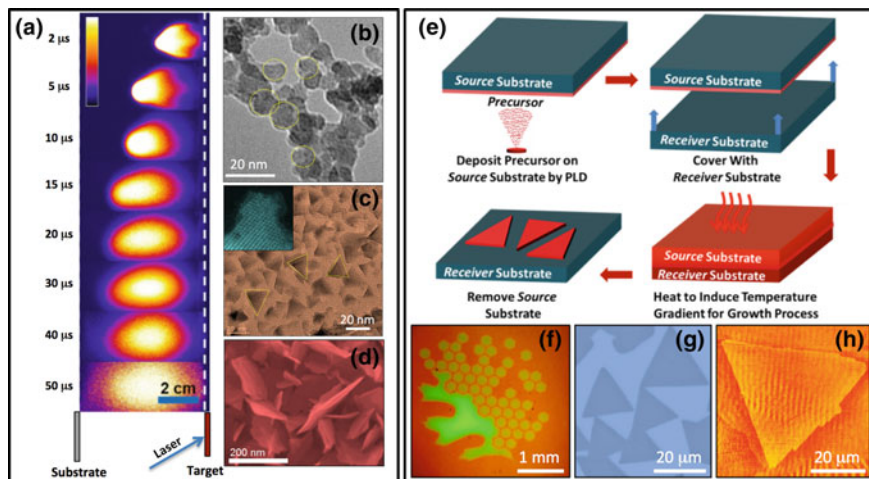 (a)
2 μs
5 μs
10 μs
15 μs
20 μs
30 μs
40 μs
50 μs
2 cm
Substrate
Laser
Target
(b)
20 nm
(c)
20 nm
(d)
200 nm
(e)
Source Substrate
Precursor
Deposit Precursor on
Source Substrate by PLD
Source Substrate
Receiver Substrate
Cover With
Receiver Substrate
Receiver Substrate
Remove Source
Substrate
Source Substrate
Receiver Substrate
Heat to Induce Temperature
Gradient for Growth Process
(f)
1 mm
(g)
20 μm
(h)
20 μm